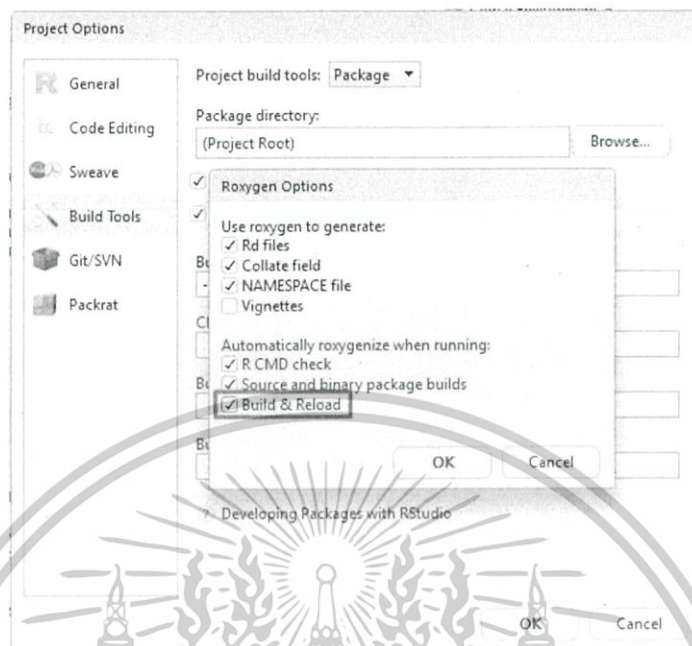 Project Options
General
Code Editing
Sweave
Build Tools
Git/SVN
Packrat
Project build tools: Package
Package directory:
(Project Root)
Browse...
Roxygen Options
Use roxygen to generate:
Rd files
Collate field
NAMESPACE file
Vignettes
Automatically roxygenize when running:
R CMD check
Source and binary package builds
Build & Reload
OK
Cancel
Developing Packages with RStudio
OK
Cancel